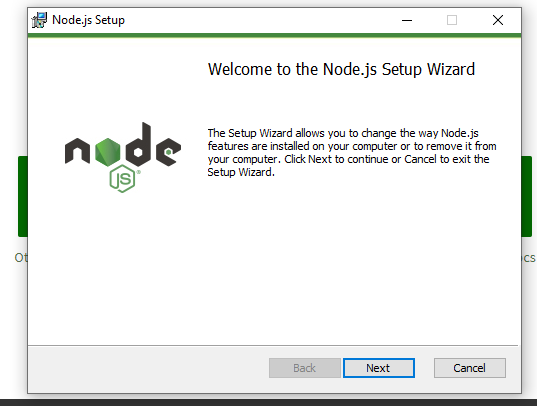 Node.js Setup
Welcome to the Node.js Setup Wizard
node
JS®
The Setup Wizard allows you to change the way Node.js
features are installed on your computer or to remove it from
your computer. Click Next to continue or Cancel to exit the
Setup Wizard.
Ot
ocs
Back
Next
Cancel